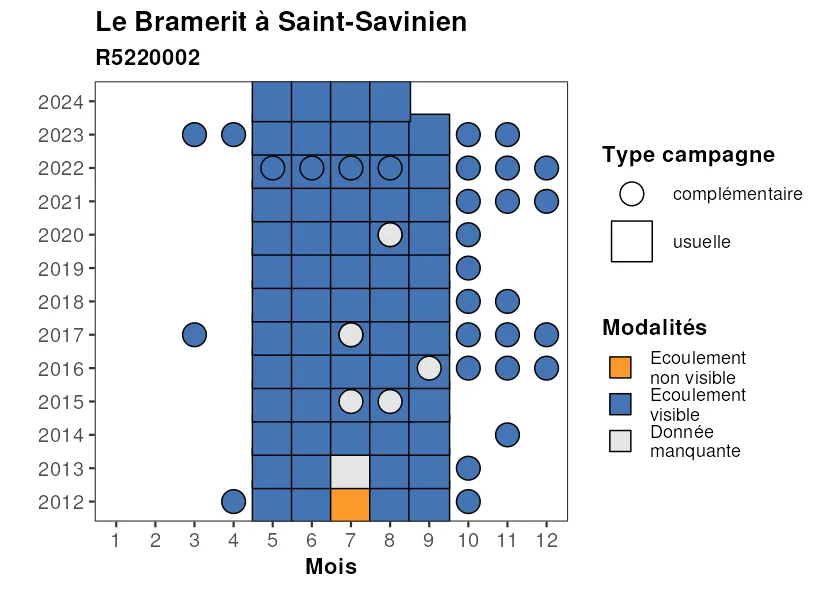 Le Bramerit à Saint-Savinien
R5220002
2024
2023
2022
2021
2020
2019
2018
2017
2016
2015
2014
2013
2012
1 2 3 4 5 6 7 8 9 10 11 12
Mois
Type campagne
complémentaire
usuelle
Modalités
Ecoulement
non visible
Ecoulement
visible
Donnée
manquante